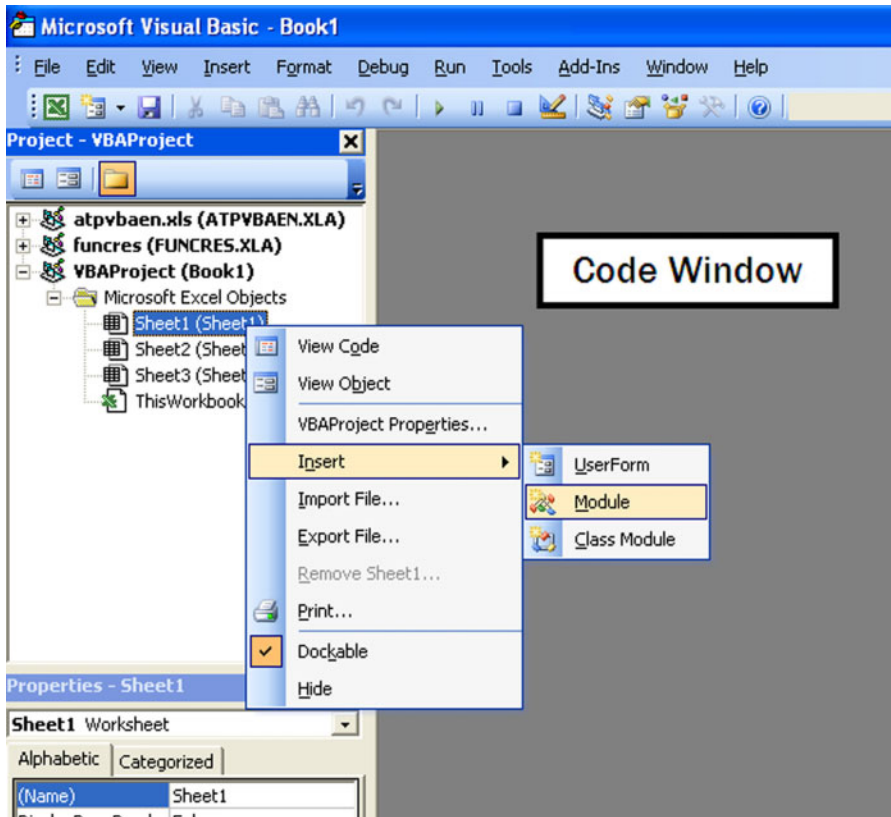 Microsoft Visual Basic - Book1
File Edit View Insert Format Debug Run Tools Add-Ins Window Help
Project - VBAProject
atpvbaen.xls (ATPVBAEN.XLA)
funcres (FUNCRES.XLA)
VBAProject (Book1)
Microsoft Excel Objects
Sheet1 (Sheet1)
Sheet2 (Sheet
Sheet3 (Sheet
ThisWorkbook
View Code
View Object
VBAProject Properties...
Insert
Import File...
Export File...
Remove Sheet1...
Print...
Dockable
Hide
UserForm
Module
Class Module
Code Window
Properties - Sheet1
Sheet1 Worksheet
Alphabetic Categorized
(Name) Sheet1